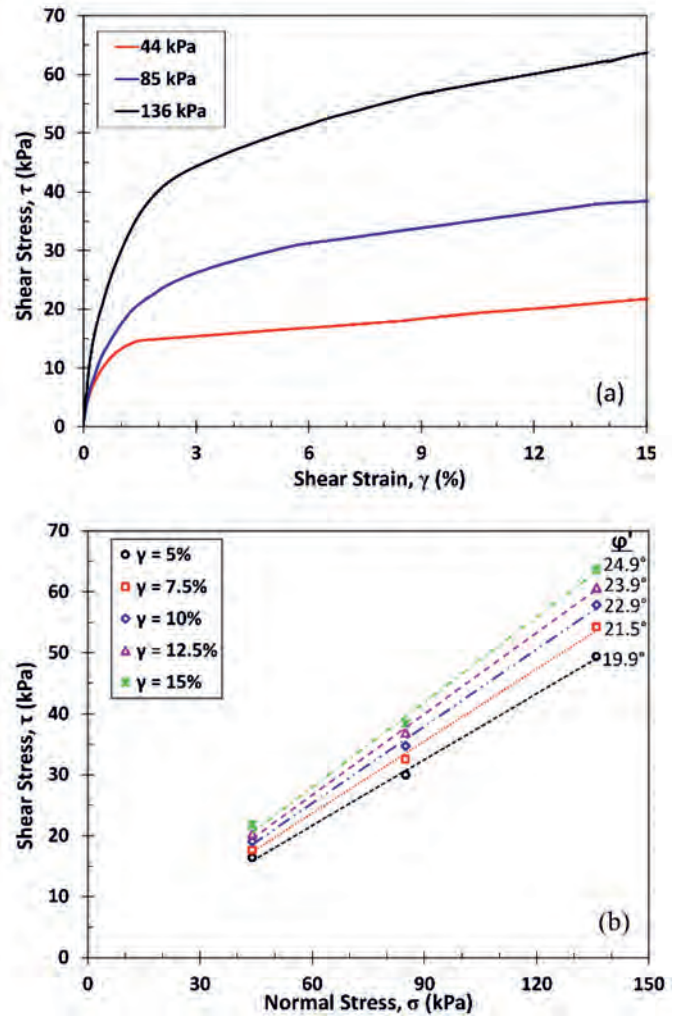 70
60
50
40
30
20
10
0
Shear Stress, τ (kPa)
44 kPa
85 kPa
136 kPa
(a)
0 3 6 9 12 15
Shear Strain, γ (%)
70
60
50
40
30
20
10
0
Shear Stress, τ (kPa)
γ = 5%
γ = 7.5%
γ = 10%
γ = 12.5%
γ = 15%
φ'
24.9°
23.9°
22.9°
21.5°
19.9°
(b)
0 30 60 90 120 150
Normal Stress, σ (kPa)